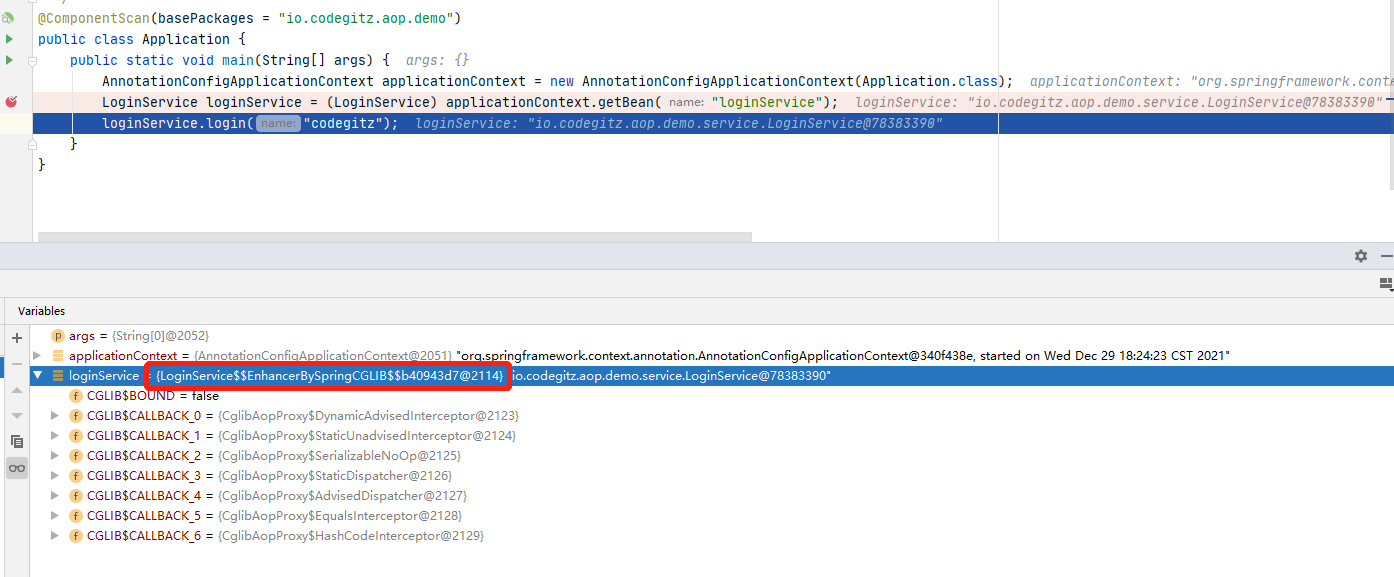 @ComponentScan(basePackages = "io.codegitz.aop.demo")
public class Application {
public static void main(String[] args) { args: {}
AnnotationConfigApplicationContext applicationContext = new AnnotationConfigApplicationContext(Application.class); applicationContext: "org.springframework.conte
LoginService loginService = (LoginService) applicationContext.getBean( name: "loginService"); loginService: "io.codegitz.aop.demo.service.LoginService@78383390"
loginService.login( name: "codegitz"); loginService: "io.codegitz.aop.demo.service.LoginService@78383390"
}
}
Variables
p args = {String[0]@2052}
applicationContext = {AnnotationConfigApplicationContext@2051} "org.springframework.context.annotation.AnnotationConfigApplicationContext@340f438e, started on Wed Dec 29 18:24:23 CST 2021"
loginService = {LoginService$$EnhancerBySpringCGLIB$$b40943d7@2114} io.codegitz.aop.demo.service.LoginService@78383390"
f CGLIB$BOUND = false
f CGLIB$CALLBACK_0 = {CglibAopProxy$DynamicAdvisedInterceptor@2123}
f CGLIB$CALLBACK_1 = {CglibAopProxy$StaticUnadvisedInterceptor@2124}
f CGLIB$CALLBACK_2 = {CglibAopProxy$SerializableNoOp@2125}
f CGLIB$CALLBACK_3 = {CglibAopProxy$StaticDispatcher@2126}
f CGLIB$CALLBACK_4 = {CglibAopProxy$AdvisedDispatcher@2127}
f CGLIB$CALLBACK_5 = {CglibAopProxy$EqualsInterceptor@2128}
f CGLIB$CALLBACK_6 = {CglibAopProxy$HashCodeInterceptor@2129}